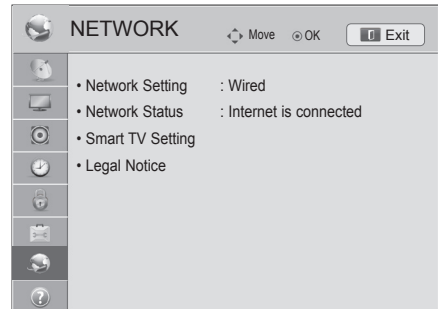 NETWORK Move OK Exit
• Network Setting : Wired
• Network Status : Internet is connected
• Smart TV Setting
• Legal Notice
?